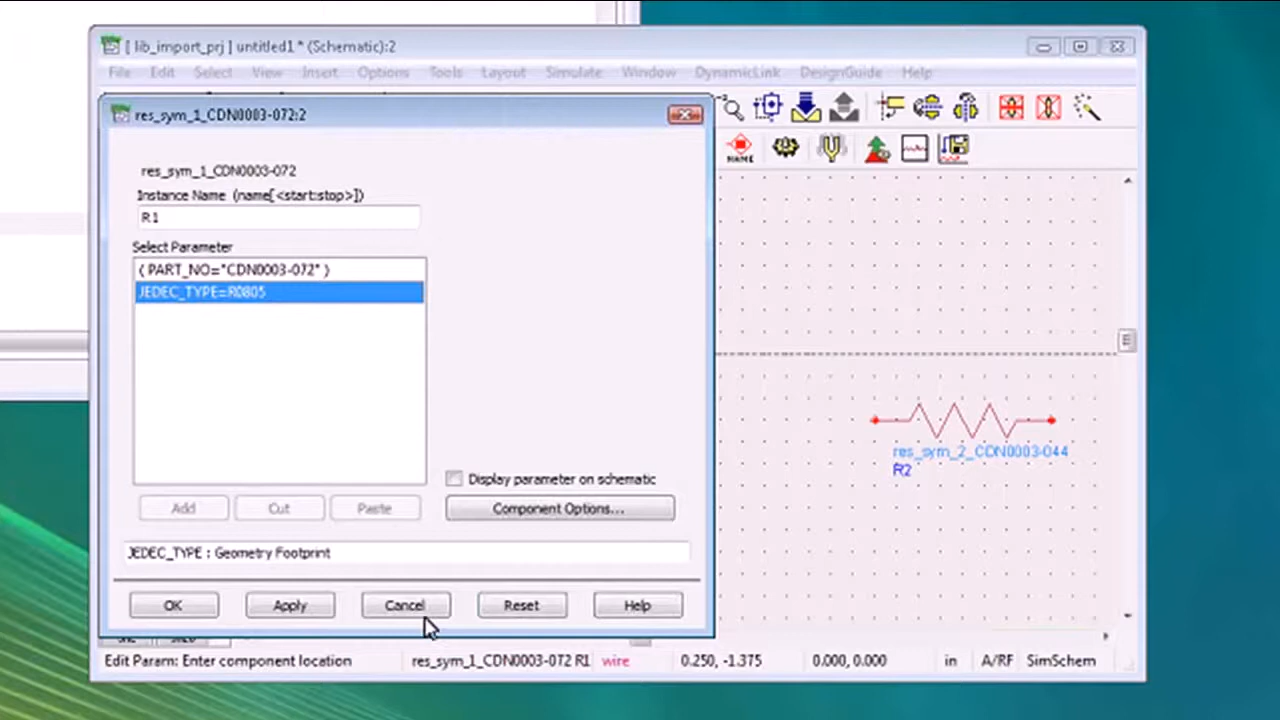 [ lib_import_prj ] untitled1 * (Schematic):2
File Edit Select View Insert Options Tools Layout Simulate Window DynamicLink DesignGuide Help
res_sym_1_CDN0003-072:2
NAME
res_sym_1_CDN0003-072
Instance Name (name[<start:stop>])
R1
Select Parameter
( PART_NO="CDN0003-072" )
JEDEC_TYPE=R0805
res_sym_2_CDN0003-044
R2
Display parameter on schematic
Add Cut Paste Component Options...
JEDEC_TYPE : Geometry Footprint
OK Apply Cancel Reset Help
Edit Param: Enter component location res_sym_1_CDN0003-072 R1 wire 0.250, -1.375 0.000, 0.000 in A/RF SimSchem